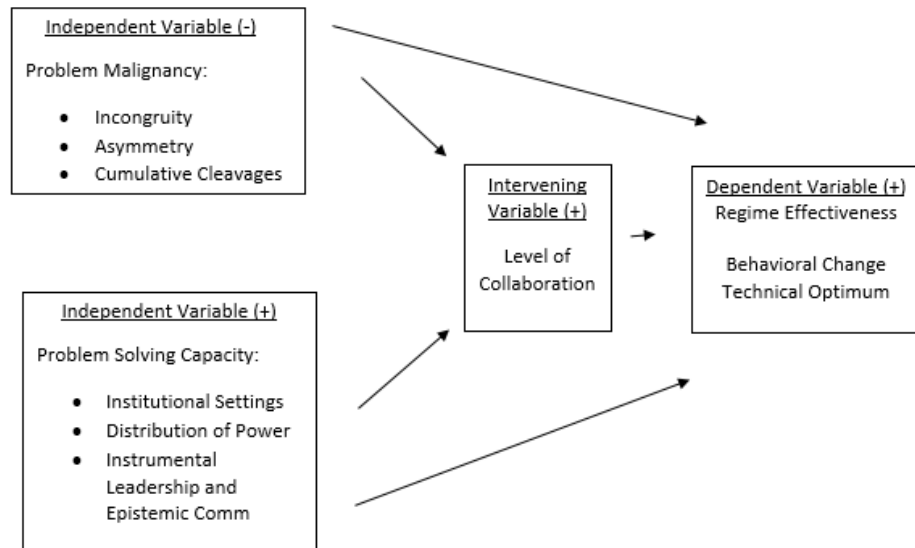 Independent Variable (-)
Problem Malignancy:
• Incongruity
• Asymmetry
• Cumulative Cleavages
Intervening
Variable (+)
Level of
Collaboration
Dependent Variable (+)
Regime Effectiveness
Behavioral Change
Technical Optimum
Independent Variable (+)
Problem Solving Capacity:
• Institutional Settings
• Distribution of Power
• Instrumental
Leadership and
Epistemic Comm